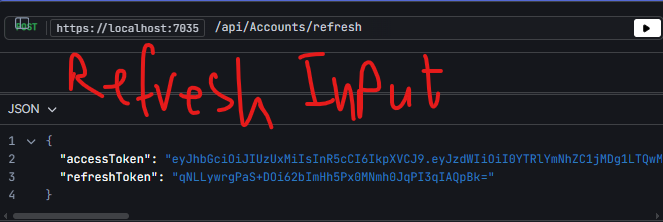 POST https://localhost:7035 /api/Accounts/refresh
Refresh Input
JSON
1 {
2 "accessToken": "eyJhbGciOiJIUzUxMiIsInR5cCI6IkpXVCJ9.eyJzdWIiOiI0YTRlYmNhZC1jMDg1LTQwM
3 "refreshToken": "qNLLywrgPaS+DOi62bImHh5Px0MNmh0JqPI3qIAQpBk="
4 }